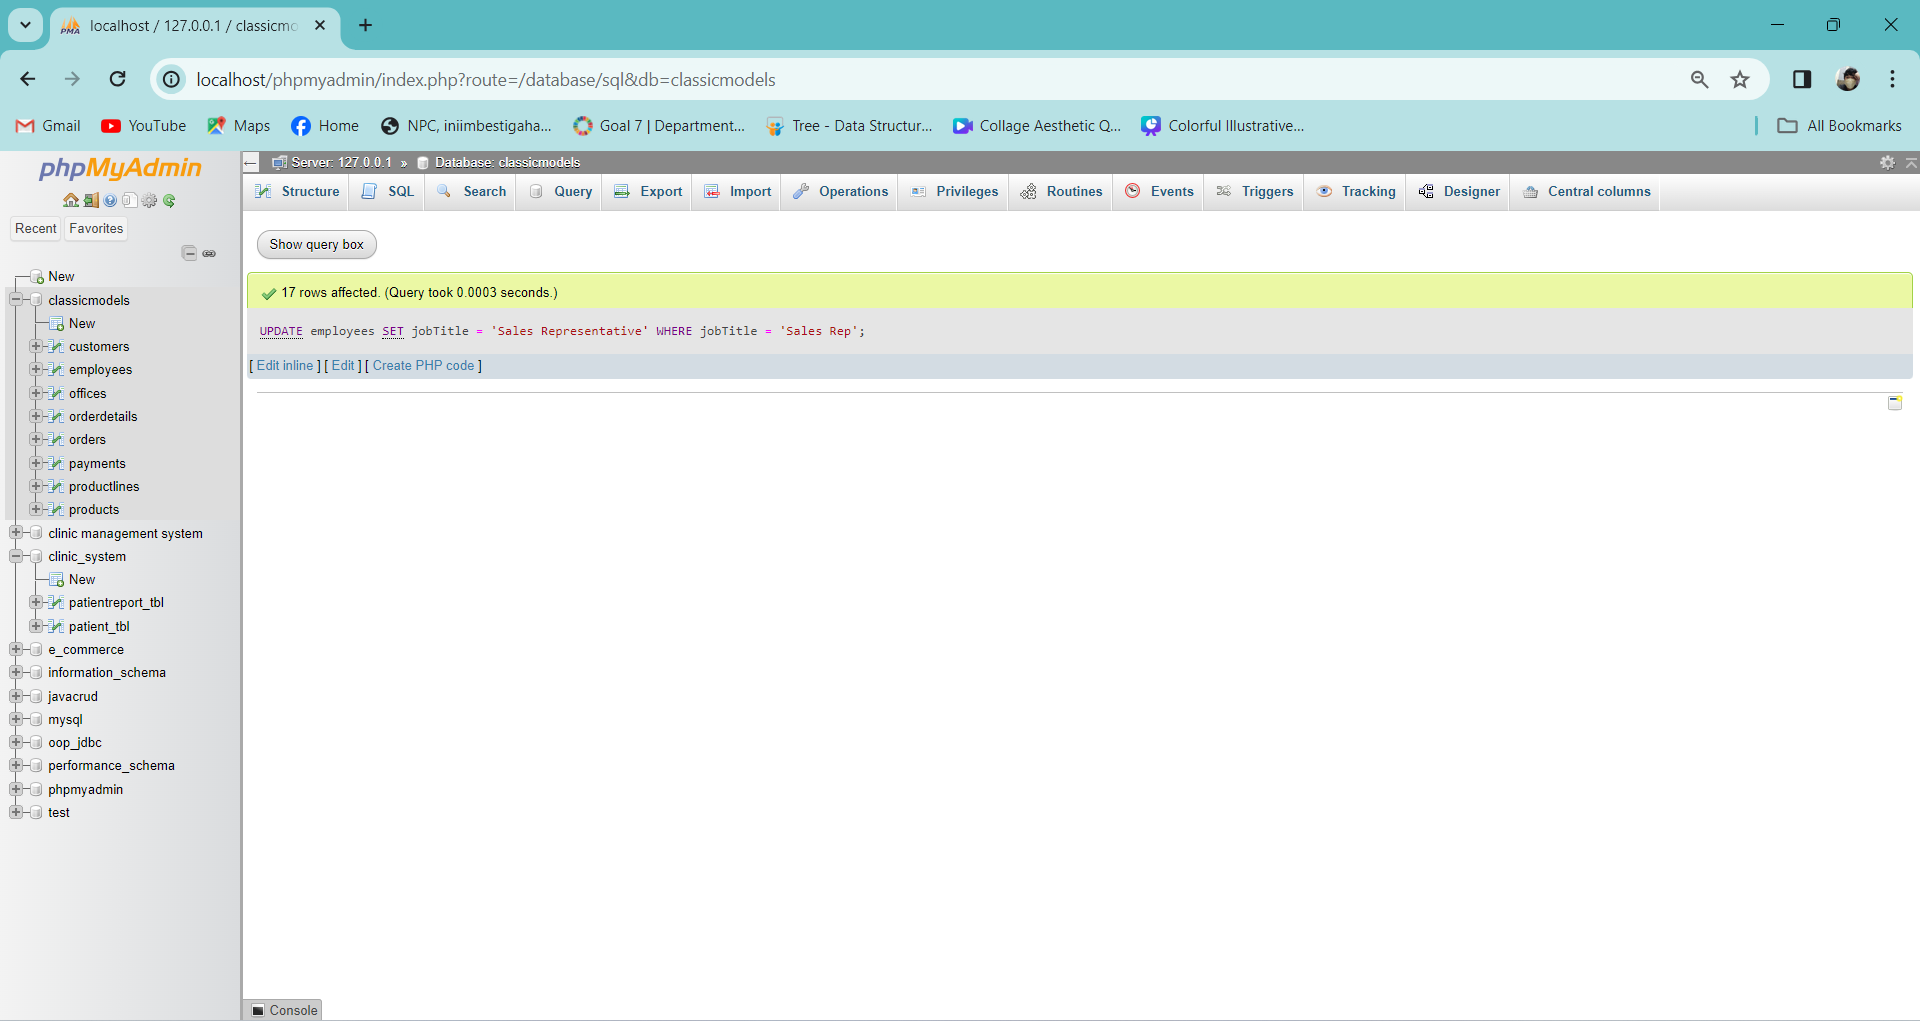 localhost / 127.0.0.1 / classicmo
localhost/phpmyadmin/index.php?route=/database/sql&db=classicmodels
Gmail YouTube Maps Home NPC, iniimbestigaha... Goal 7 | Department... Tree - Data Structur... Collage Aesthetic Q... Colorful Illustrative... All Bookmarks
phpMyAdmin
Recent Favorites
New
classicmodels
New
customers
employees
offices
orderdetails
orders
payments
productlines
products
clinic management system
clinic_system
New
patientreport_tbl
patient_tbl
e_commerce
information_schema
javacrud
mysql
oop_jdbc
performance_schema
phpmyadmin
test
Server: 127.0.0.1 » Database: classicmodels
Structure SQL Search Query Export Import Operations Privileges Routines Events Triggers Tracking Designer Central columns
Show query box
17 rows affected. (Query took 0.0003 seconds.)
UPDATE employees SET jobTitle = 'Sales Representative' WHERE jobTitle = 'Sales Rep';
[ Edit inline ] [ Edit ] [ Create PHP code ]
Console